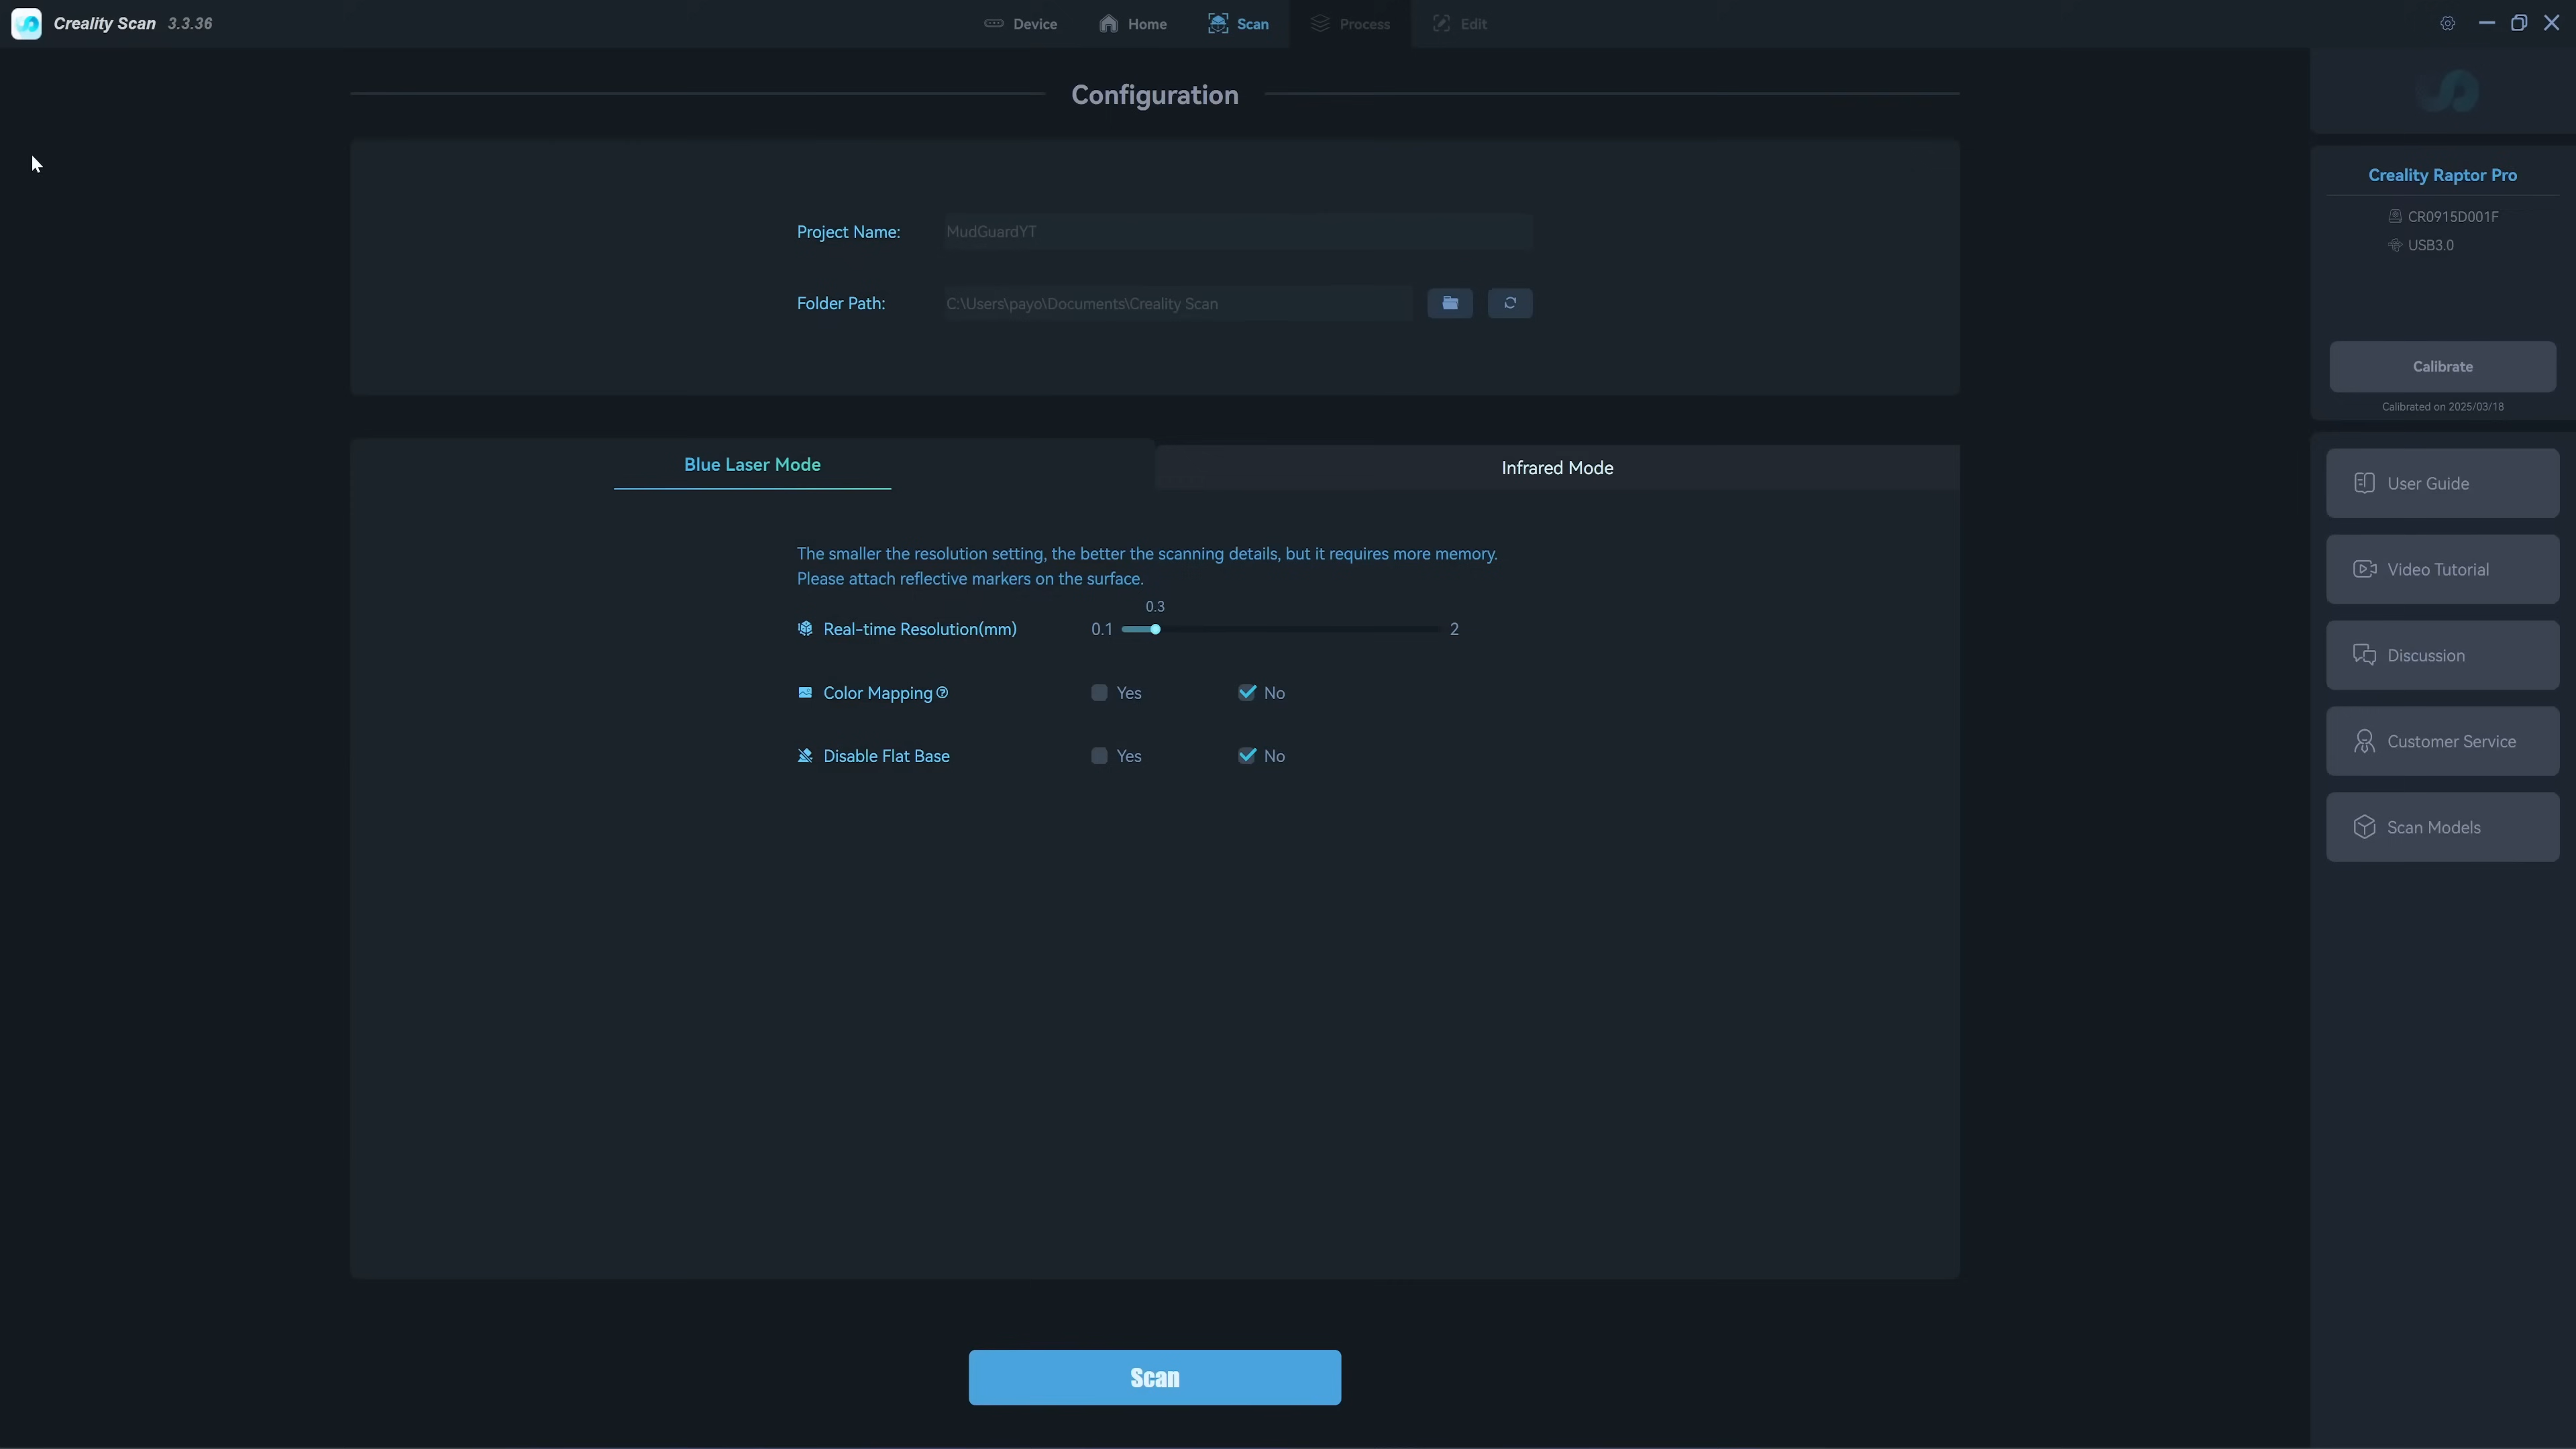 Creality Scan 3.3.36
Device Home Scan Process Edit
Configuration
Project Name: MudGuardYT
Folder Path: C:\Users\payo\Documents\Creality Scan
Blue Laser Mode
Infrared Mode
The smaller the resolution setting, the better the scanning details, but it requires more memory.
Please attach reflective markers on the surface.
0.3
Real-time Resolution(mm) 0.1 2
Color Mapping Yes No
Disable Flat Base Yes No
Scan
Creality Raptor Pro
CR0915D001F
USB3.0
Calibrate
Calibrated on 2025/03/18
User Guide
Video Tutorial
Discussion
Customer Service
Scan Models